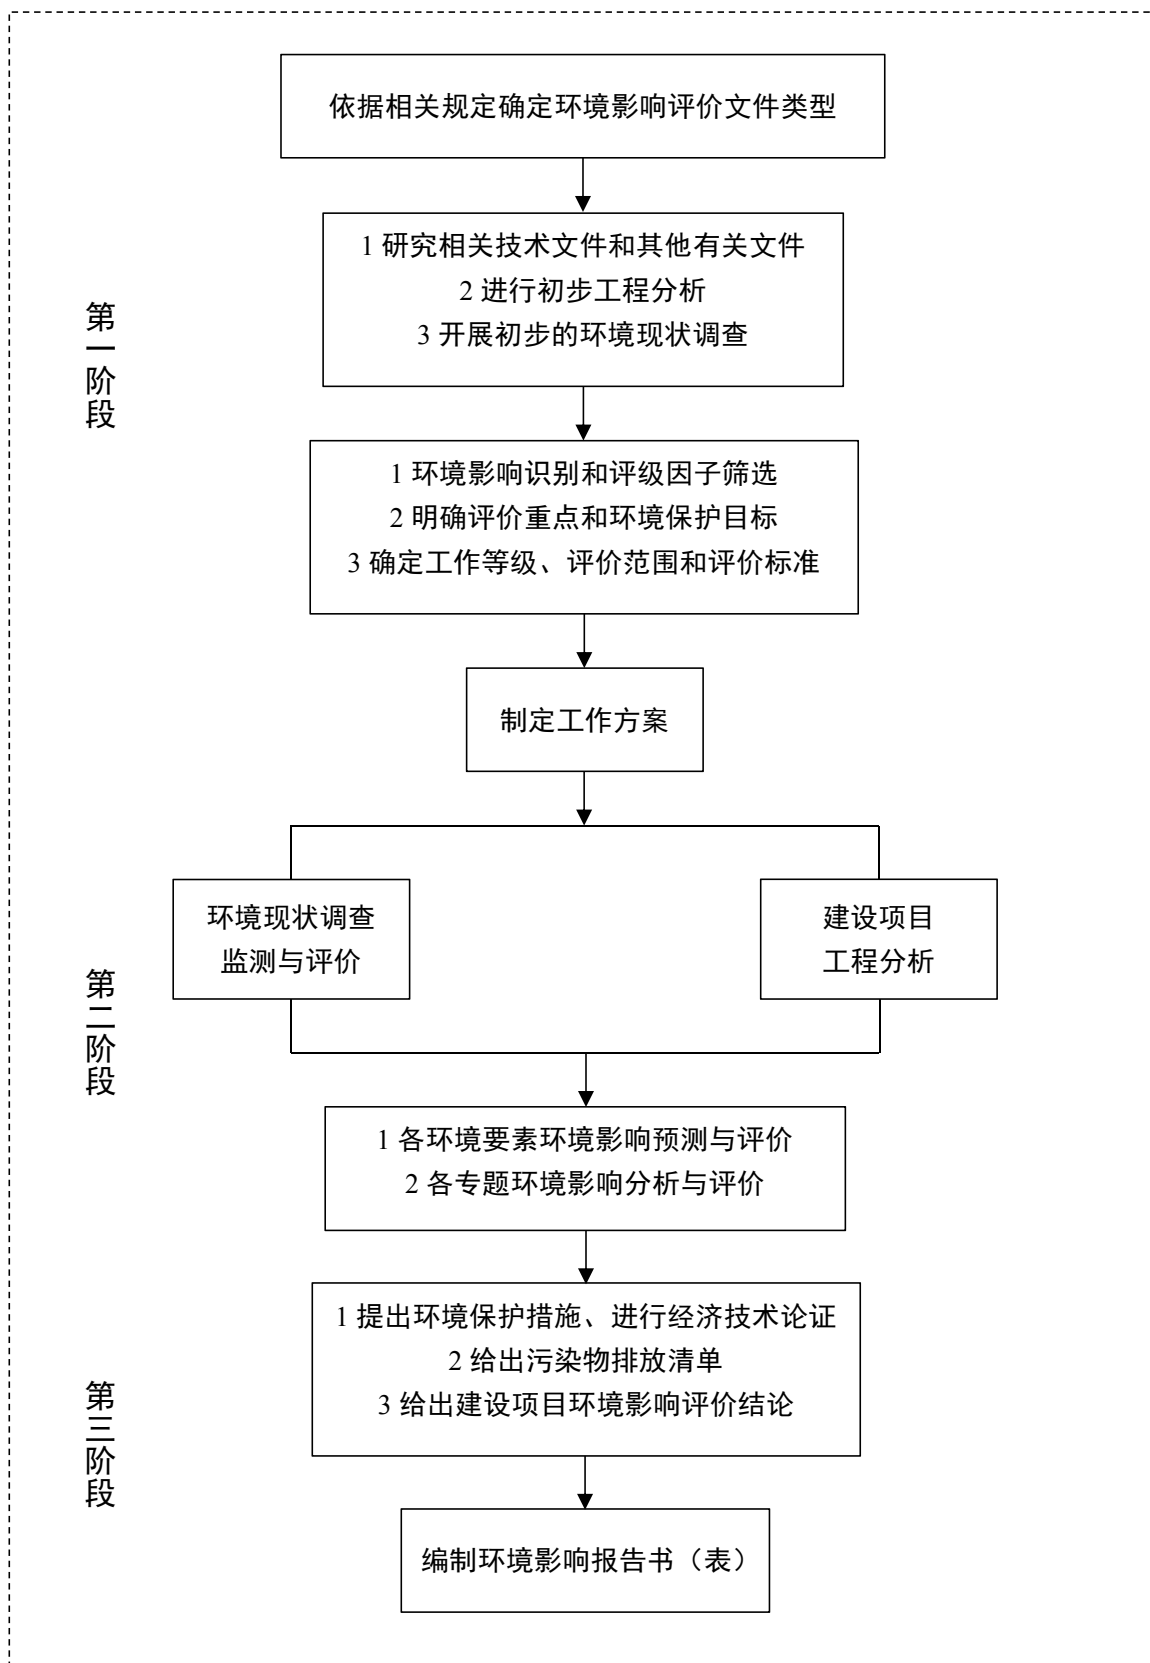 依据相关规定确定环境影响评价文件类型
1 研究相关技术文件和其他有关文件
2 进行初步工程分析
3 开展初步的环境现状调查
第一阶段
1 环境影响识别和评级因子筛选
2 明确评价重点和环境保护目标
3 确定工作等级、评价范围和评价标准
制定工作方案
环境现状调查
监测与评价
建设项目
工程分析
第二阶段
1 各环境要素环境影响预测与评价
2 各专题环境影响分析与评价
1 提出环境保护措施、进行经济技术论证
2 给出污染物排放清单
3 给出建设项目环境影响评价结论
第三阶段
编制环境影响报告书（表）